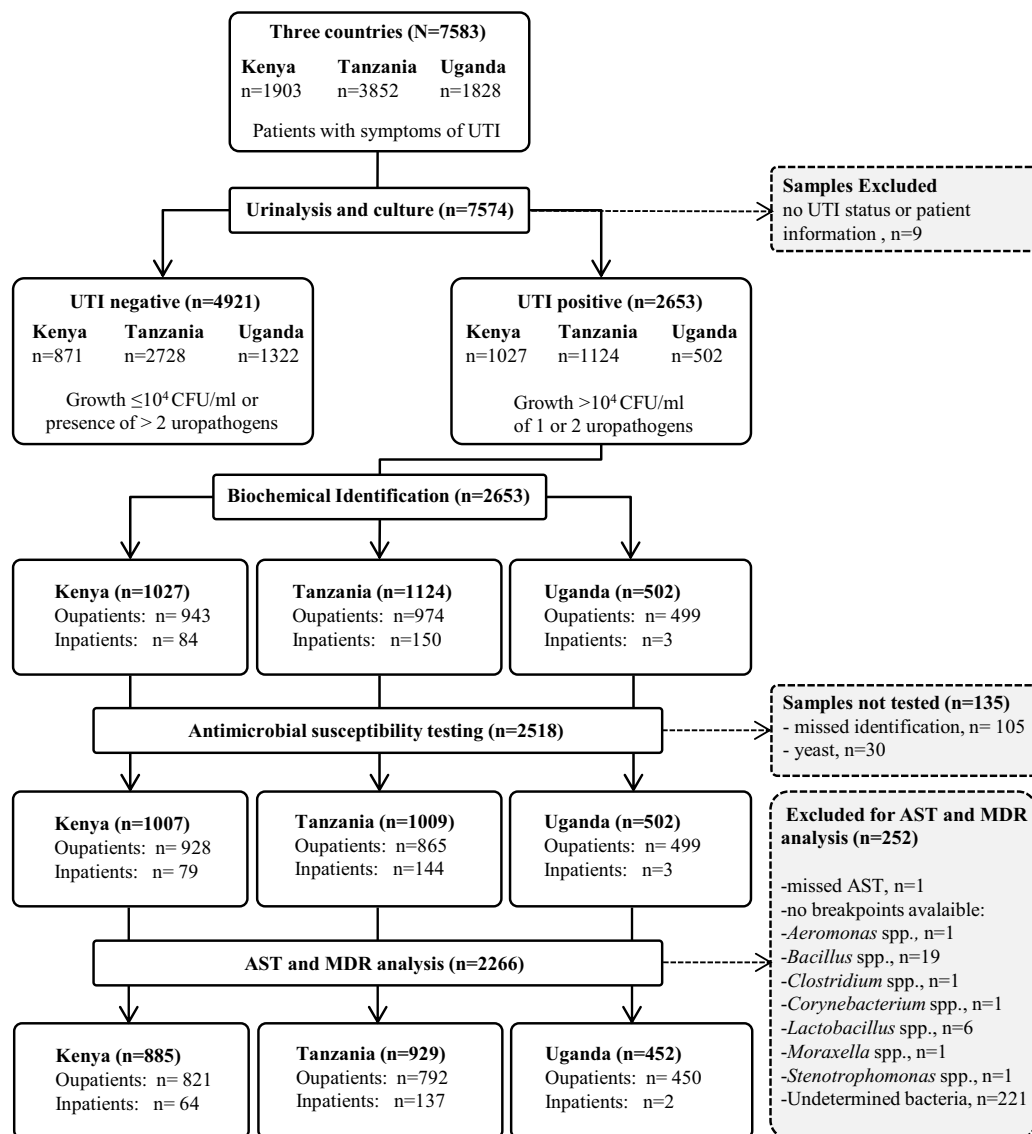 Three countries (N=7583)
Kenya Tanzania Uganda
n=1903 n=3852 n=1828
Patients with symptoms of UTI
Urinalysis and culture (n=7574)
Samples Excluded
no UTI status or patient
information , n=9
UTI negative (n=4921)
Kenya Tanzania Uganda
n=871 n=2728 n=1322
Growth ≤10⁴ CFU/ml or
presence of > 2 uropathogens
UTI positive (n=2653)
Kenya Tanzania Uganda
n=1027 n=1124 n=502
Growth >10⁴ CFU/ml
of 1 or 2 uropathogens
Biochemical Identification (n=2653)
Kenya (n=1027)
Oupatients: n= 943
Inpatients: n= 84
Tanzania (n=1124)
Oupatients: n=974
Inpatients: n=150
Uganda (n=502)
Oupatients: n= 499
Inpatients: n=3
Antimicrobial susceptibility testing (n=2518)
Samples not tested (n=135)
- missed identification, n= 105
- yeast, n=30
Kenya (n=1007)
Oupatients: n= 928
Inpatients: n= 79
Tanzania (n=1009)
Oupatients: n=865
Inpatients: n=144
Uganda (n=502)
Oupatients: n= 499
Inpatients: n=3
Excluded for AST and MDR
analysis (n=252)
-missed AST, n=1
-no breakpoints avalaible:
-Aeromonas spp., n=1
-Bacillus spp., n=19
-Clostridium spp., n=1
-Corynebacterium spp., n=1
-Lactobacillus spp., n=6
-Moraxella spp., n=1
-Stenotrophomonas spp., n=1
-Undetermined bacteria, n=221
AST and MDR analysis (n=2266)
Kenya (n=885)
Oupatients: n= 821
Inpatients: n= 64
Tanzania (n=929)
Oupatients: n=792
Inpatients: n=137
Uganda (n=452)
Oupatients: n= 450
Inpatients: n=2